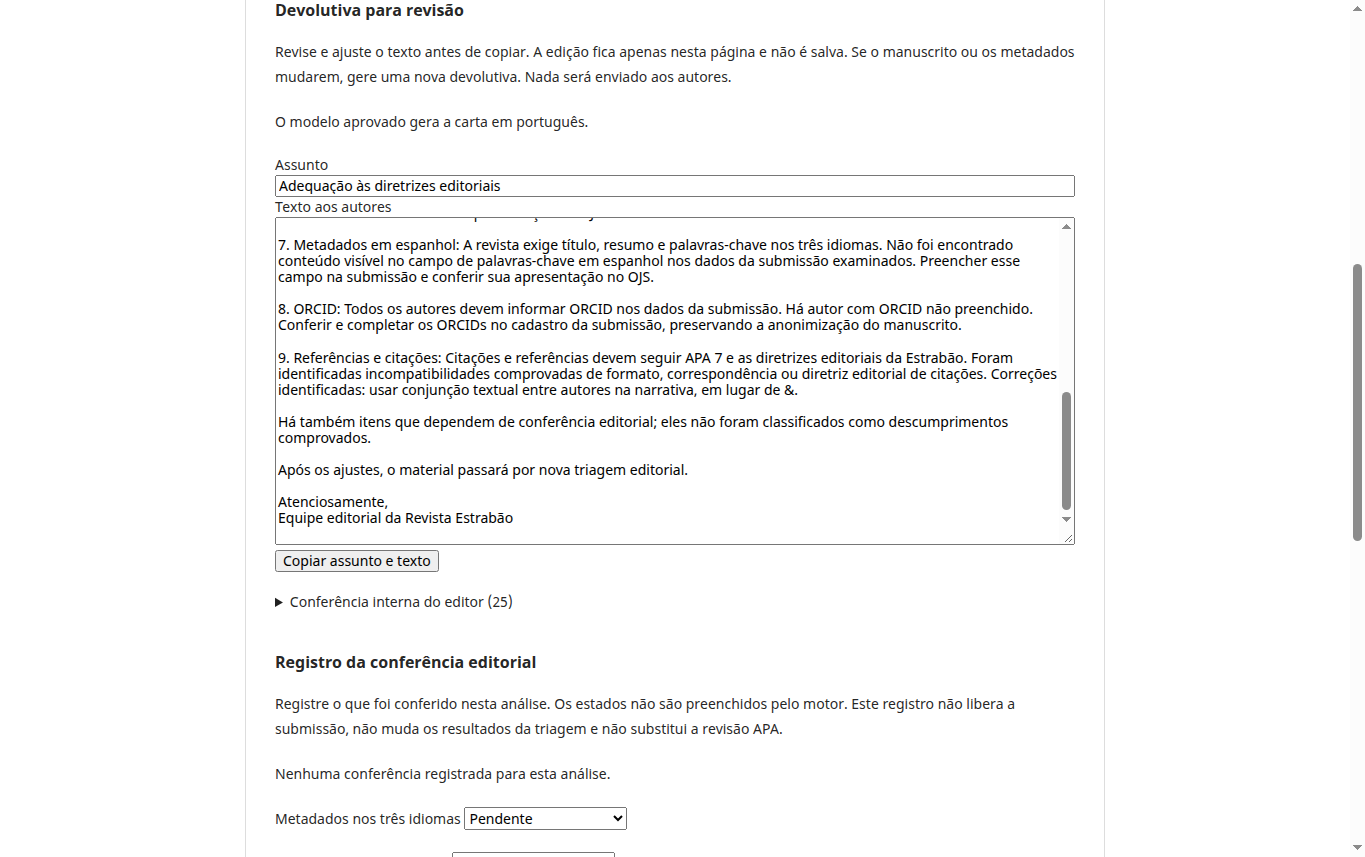 Devolutiva para revisão
Revise e ajuste o texto antes de copiar. A edição fica apenas nesta página e não é salva. Se o manuscrito ou os metadados
mudarem, gere uma nova devolutiva. Nada será enviado aos autores.
O modelo aprovado gera a carta em português.
Assunto
Adequação às diretrizes editoriais
Texto aos autores
7. Metadados em espanhol: A revista exige título, resumo e palavras-chave nos três idiomas. Não foi encontrado
conteúdo visível no campo de palavras-chave em espanhol nos dados da submissão examinados. Preencher esse
campo na submissão e conferir sua apresentação no OJS.
8. ORCID: Todos os autores devem informar ORCID nos dados da submissão. Há autor com ORCID não preenchido.
Conferir e completar os ORCIDs no cadastro da submissão, preservando a anonimização do manuscrito.
9. Referências e citações: Citações e referências devem seguir APA 7 e as diretrizes editoriais da Estrabão. Foram
identificadas incompatibilidades comprovadas de formato, correspondência ou diretriz editorial de citações. Correções
identificadas: usar conjunção textual entre autores na narrativa, em lugar de &.
Há também itens que dependem de conferência editorial; eles não foram classificados como descumprimentos
comprovados.
Após os ajustes, o material passará por nova triagem editorial.
Atenciosamente,
Equipe editorial da Revista Estrabão
Copiar assunto e texto
Conferência interna do editor (25)
Registro da conferência editorial
Registre o que foi conferido nesta análise. Os estados não são preenchidos pelo motor. Este registro não libera a
submissão, não muda os resultados da triagem e não substitui a revisão APA.
Nenhuma conferência registrada para esta análise.
Metadados nos três idiomas Pendente